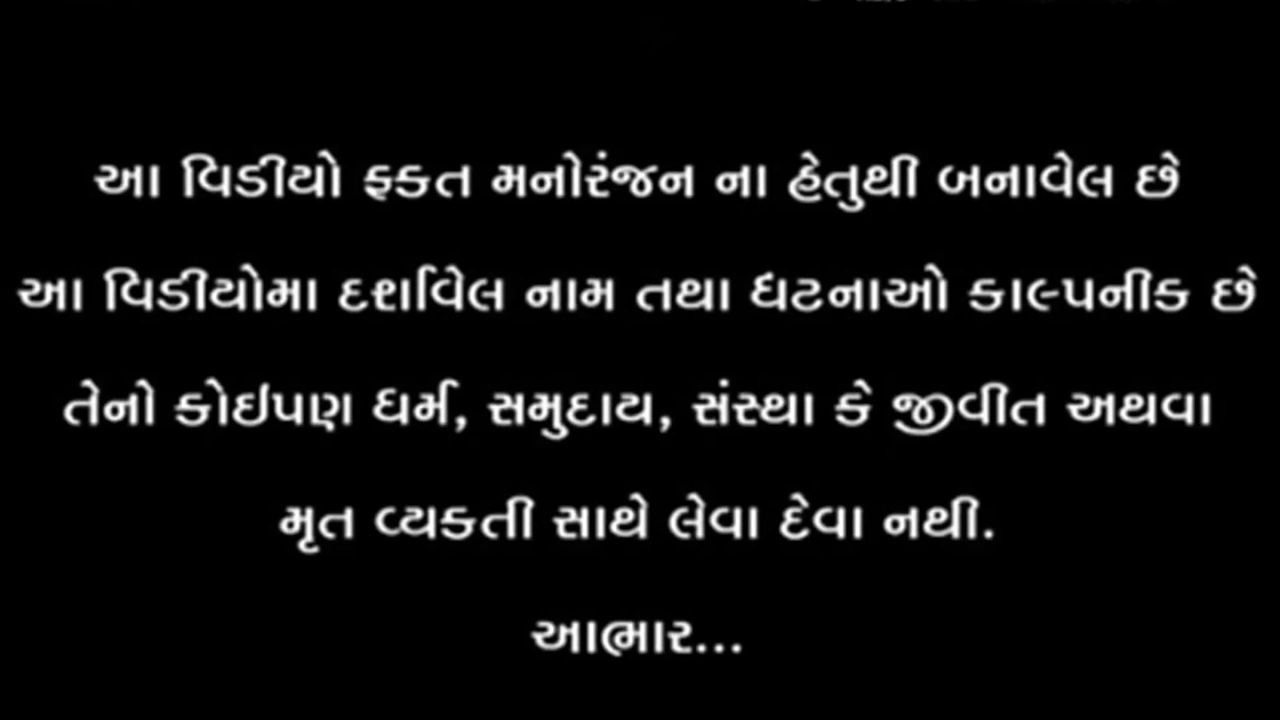 આ વિડીયો ફકત મનોરંજન ના હેતુથી બનાવેલ છે
આ વિડીયોમા દર્શાવેલ નામ તથા ઘટનાઓ કાલ્પનીક છે
તેનો કોઇપણ ધર્મ, સમુદાય, સંસ્થા કે જીવીત અથવા
મૃત વ્યકતી સાથે લેવા દેવા નથી.
આભાર...